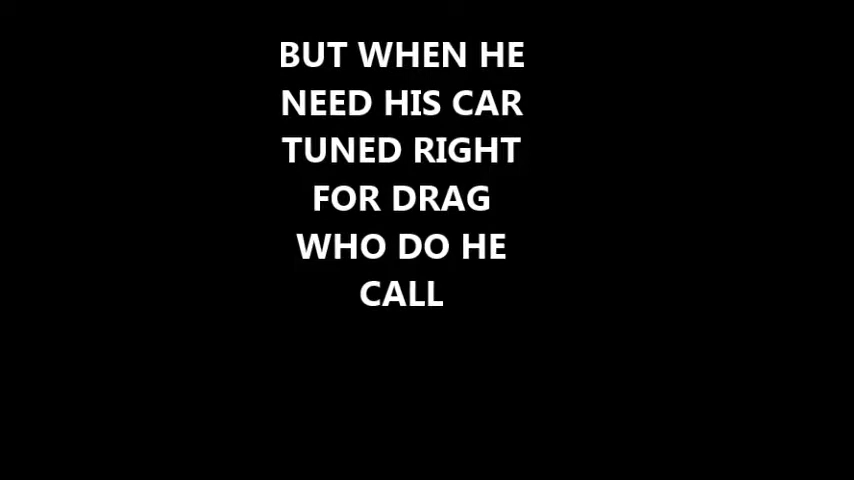 BUT WHEN HE
NEED HIS CAR
TUNED RIGHT
FOR DRAG
WHO DO HE
CALL